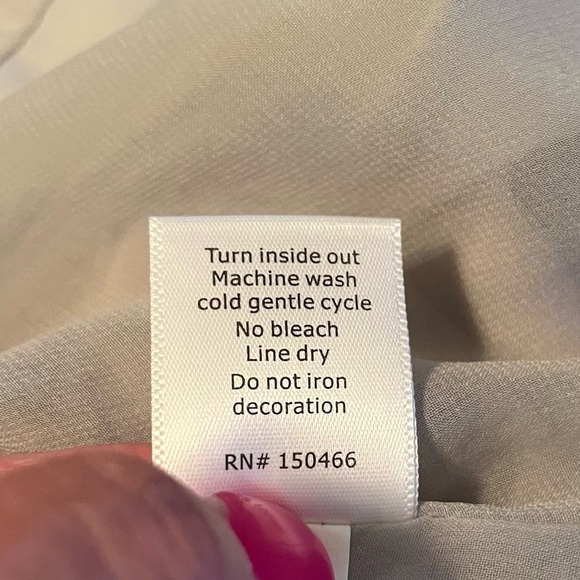 Turn inside out
Machine wash
cold gentle cycle
No bleach
Line dry
Do not iron
decoration
RN# 150466